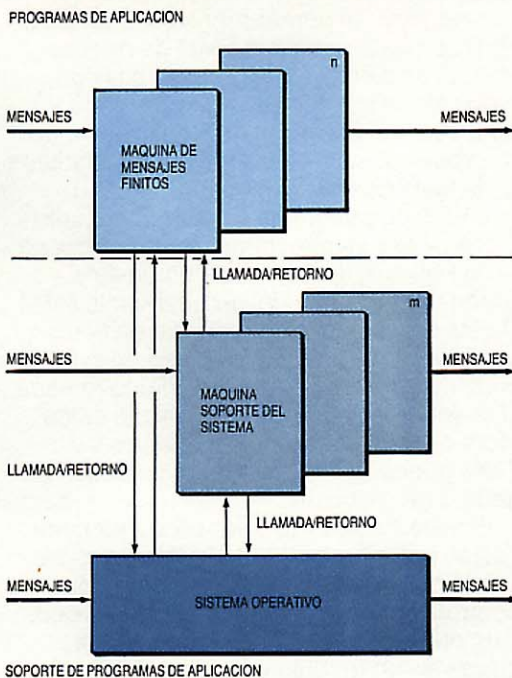 PROGRAMAS DE APLICACION
n
MENSAJES
MENSAJES
MAQUINA DE
MENSAJES
FINITOS
LLAMADA/RETORNO
m
MENSAJES
MENSAJES
MAQUINA
SOPORTE DEL
SISTEMA
LLAMADA/RETORNO
LLAMADA/RETORNO
MENSAJES
SISTEMA OPERATIVO
MENSAJES
SOPORTE DE PROGRAMAS DE APLICACION